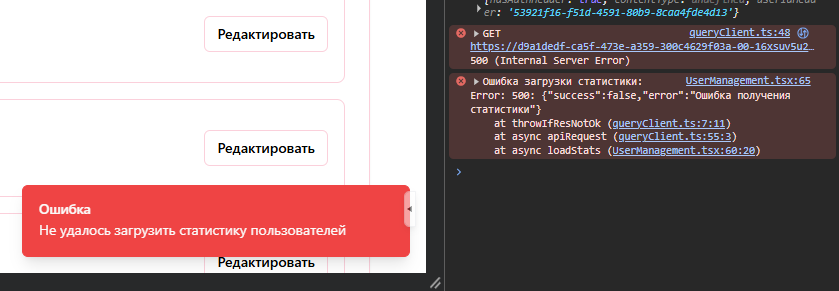 Редактировать
Редактировать
Ошибка
Не удалось загрузить статистику пользователей
Редактировать
{hasAuthHeader: true, contentType: undefined, userIdHeader: '53921f16-f51d-4591-80b9-8caa4fde4d13'}
GET queryClient.ts:48
https://d9a1dedf-ca5f-473e-a359-300c4629f03a-00-16xsuv5u2…
500 (Internal Server Error)
Ошибка загрузки статистики: UserManagement.tsx:65
Error: 500: {"success":false,"error":"Ошибка получения
статистики"}
at throwIfResNotOk (queryClient.ts:7:11)
at async apiRequest (queryClient.ts:55:3)
at async loadStats (UserManagement.tsx:60:20)